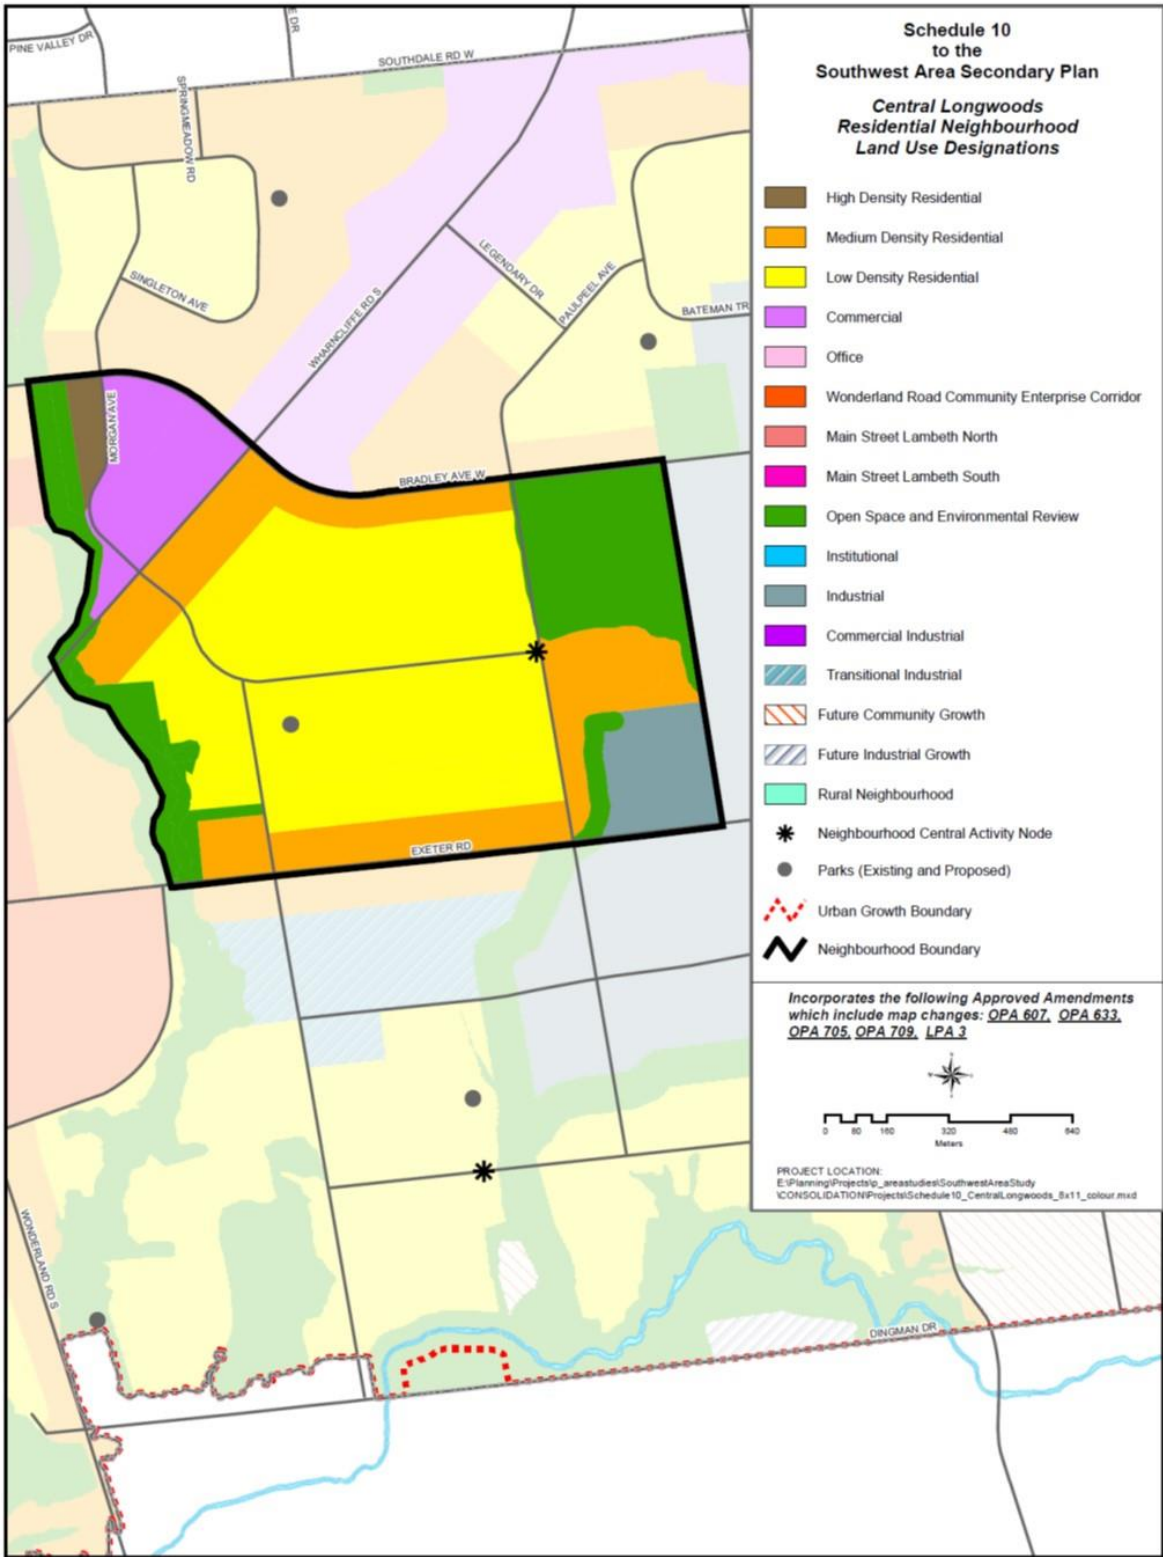 Schedule 10
to the
Southwest Area Secondary Plan
Central Longwoods
Residential Neighbourhood
Land Use Designations
High Density Residential
Medium Density Residential
Low Density Residential
Commercial
Office
Wonderland Road Community Enterprise Corridor
Main Street Lambeth North
Main Street Lambeth South
Open Space and Environmental Review
Institutional
Industrial
Commercial Industrial
Transitional Industrial
Future Community Growth
Future Industrial Growth
Rural Neighbourhood
Neighbourhood Central Activity Node
Parks (Existing and Proposed)
Urban Growth Boundary
Neighbourhood Boundary
Incorporates the following Approved Amendments
which include map changes: OPA 607, OPA 633,
OPA 705, OPA 709, LPA 3
0 80 160 320 480 640
Meters
PROJECT LOCATION:
E:\Planning\Projects\p_areastudies\SouthwestAreaStudy
\CONSOLIDATION\Projects\Schedule10_CentralLongwoods_8x11_colour.mxd
PINE VALLEY DR
E DR
SOUTHDALE RD W
SPRINGMEADOW RD
SINGLETON AVE
WHARNCLIFFE RD S
LEGENDARY DR
PAULPEEL AVE
BATEMAN TR
MORGAN AVE
BRADLEY AVE W
EXETER RD
WONDERLAND RD S
DINGMAN DR